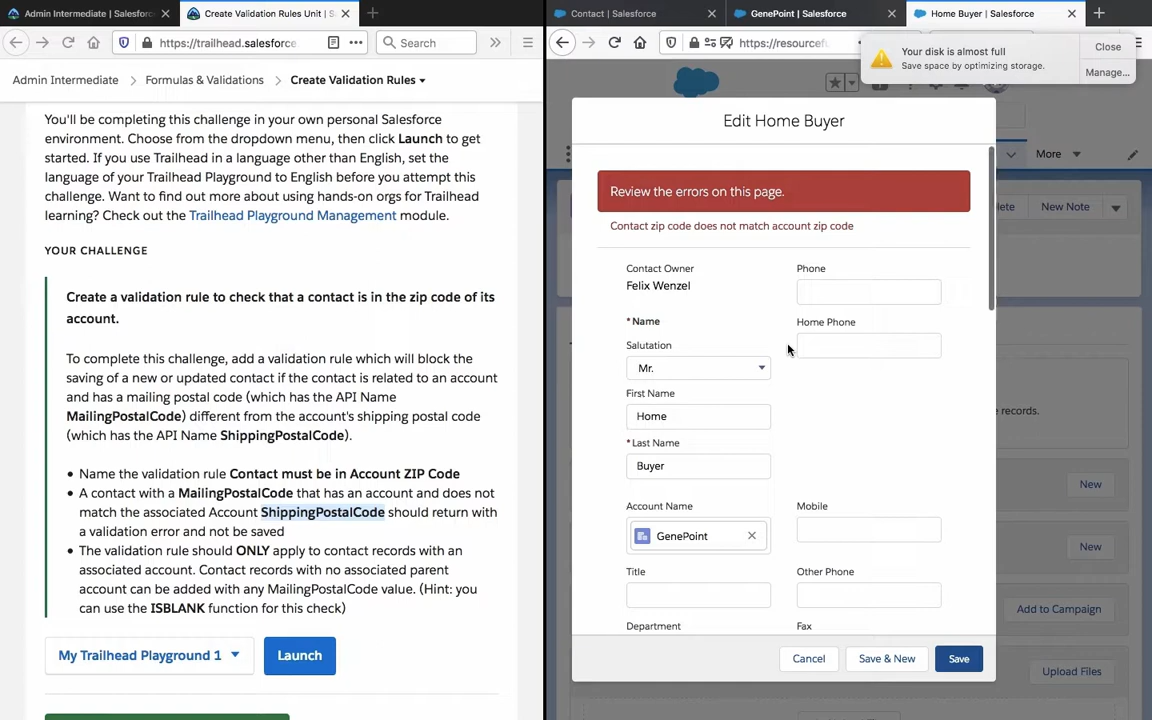 Admin Intermediate | Salesforc
Create Validation Rules Unit | S
https://trailhead.salesforce
Search
Admin Intermediate
Formulas & Validations
Create Validation Rules
You'll be completing this challenge in your own personal Salesforce
environment. Choose from the dropdown menu, then click Launch to get
started. If you use Trailhead in a language other than English, set the
language of your Trailhead Playground to English before you attempt this
challenge. Want to find out more about using hands-on orgs for Trailhead
learning? Check out the Trailhead Playground Management module.
YOUR CHALLENGE
Create a validation rule to check that a contact is in the zip code of its
account.
To complete this challenge, add a validation rule which will block the
saving of a new or updated contact if the contact is related to an account
and has a mailing postal code (which has the API Name
MailingPostalCode) different from the account's shipping postal code
(which has the API Name ShippingPostalCode).
• Name the validation rule Contact must be in Account ZIP Code
• A contact with a MailingPostalCode that has an account and does not
match the associated Account ShippingPostalCode should return with
a validation error and not be saved
• The validation rule should ONLY apply to contact records with an
associated account. Contact records with no associated parent
account can be added with any MailingPostalCode value. (Hint: you
can use the ISBLANK function for this check)
My Trailhead Playground 1
Launch
Contact | Salesforce
GenePoint | Salesforce
Home Buyer | Salesforce
https://resourcefu
Your disk is almost full
Save space by optimizing storage.
Close
Manage...
More
lete
New Note
e records.
New
New
Add to Campaign
Upload Files
Edit Home Buyer
Review the errors on this page.
Contact zip code does not match account zip code
Contact Owner
Felix Wenzel
Phone
* Name
Home Phone
Salutation
Mr.
First Name
Home
* Last Name
Buyer
Account Name
Mobile
GenePoint
Title
Other Phone
Department
Fax
Cancel
Save & New
Save